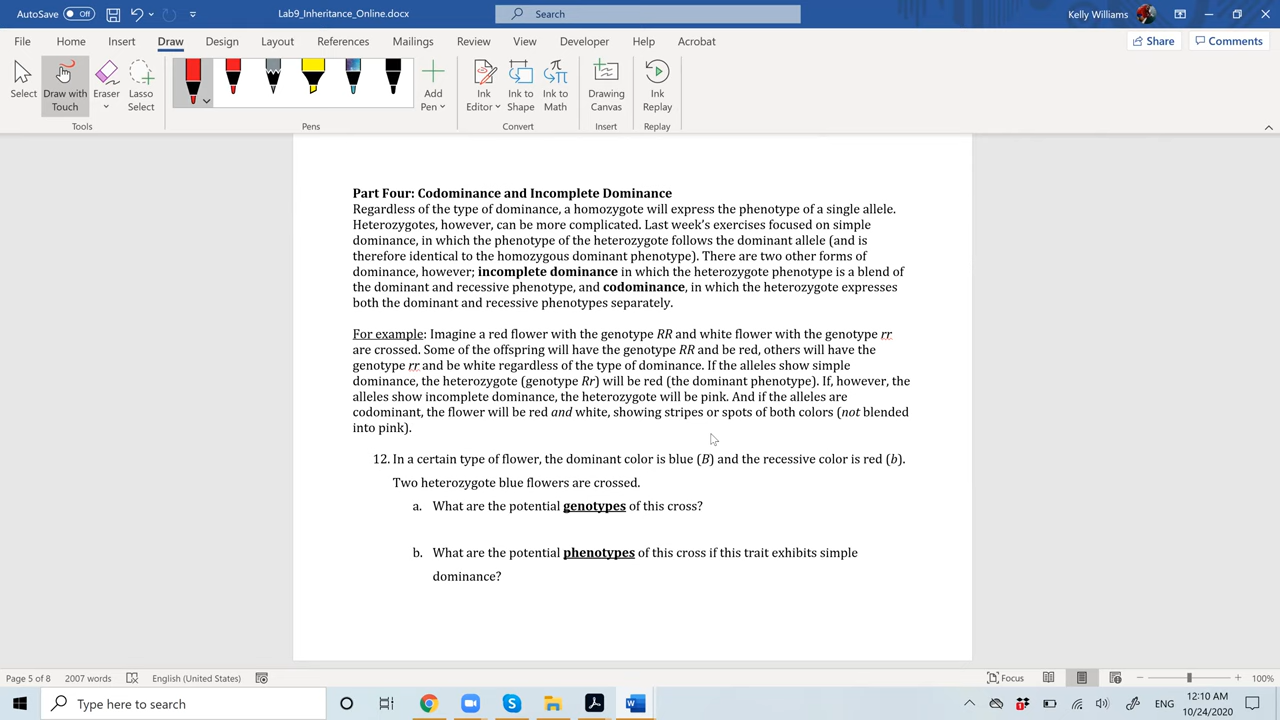 AutoSave Off Lab9_Inheritance_Online.docx Search Kelly Williams
File Home Insert Draw Design Layout References Mailings Review View Developer Help Acrobat Share Comments
Select Draw with Touch Eraser Lasso Select Add Pen Ink Editor Ink to Shape Ink to Math Drawing Canvas Ink Replay
Tools Pens Convert Insert Replay
Part Four: Codominance and Incomplete Dominance
Regardless of the type of dominance, a homozygote will express the phenotype of a single allele.
Heterozygotes, however, can be more complicated. Last week's exercises focused on simple
dominance, in which the phenotype of the heterozygote follows the dominant allele (and is
therefore identical to the homozygous dominant phenotype). There are two other forms of
dominance, however; incomplete dominance in which the heterozygote phenotype is a blend of
the dominant and recessive phenotype, and codominance, in which the heterozygote expresses
both the dominant and recessive phenotypes separately.
For example: Imagine a red flower with the genotype RR and white flower with the genotype rr
are crossed. Some of the offspring will have the genotype RR and be red, others will have the
genotype rr and be white regardless of the type of dominance. If the alleles show simple
dominance, the heterozygote (genotype Rr) will be red (the dominant phenotype). If, however, the
alleles show incomplete dominance, the heterozygote will be pink. And if the alleles are
codominant, the flower will be red and white, showing stripes or spots of both colors (not blended
into pink).
12. In a certain type of flower, the dominant color is blue (B) and the recessive color is red (b).
Two heterozygote blue flowers are crossed.
a. What are the potential genotypes of this cross?
b. What are the potential phenotypes of this cross if this trait exhibits simple
dominance?
Page 5 of 8 2007 words English (United States) Focus 100%
Type here to search ENG 12:10 AM
10/24/2020